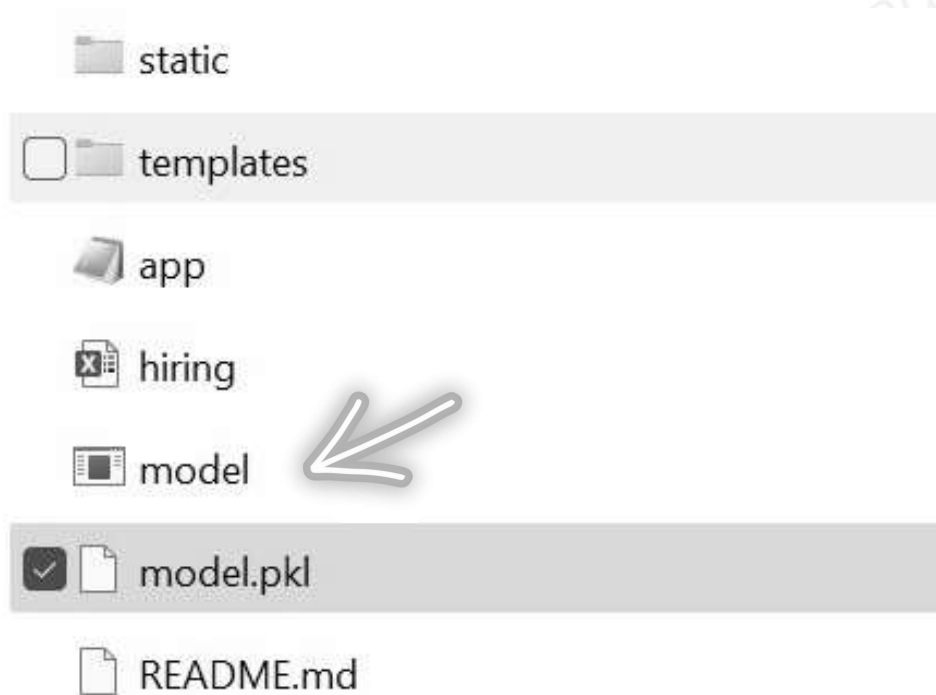 static
templates
app
hiring
model
model.pkl
README.md